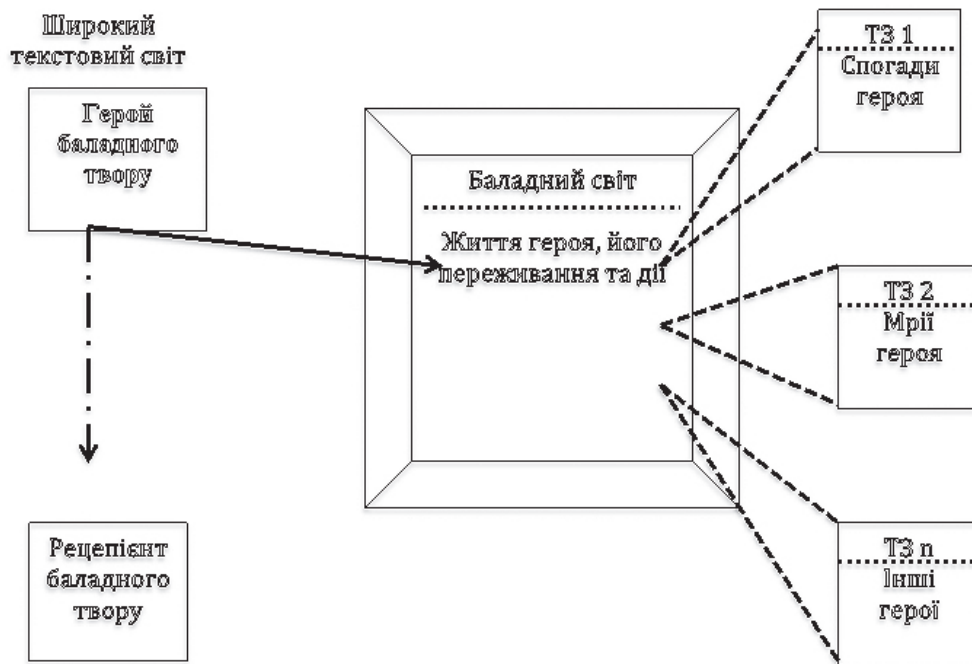 Широкий
текстовий світ
Герой
баладного
твору
Рецепієнт
баладного
твору
Баладний світ
Життя героя, його
переживання та дії
ТЗ 1
Спогади
героя
ТЗ 2
Мрії
героя
ТЗ n
Інші
герої